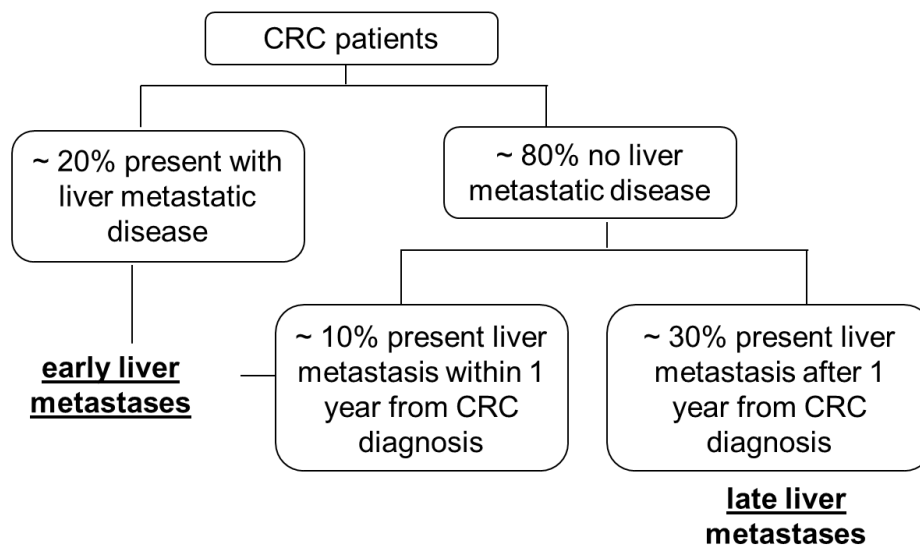 CRC patients
~ 20% present with
liver metastatic
disease
~ 80% no liver
metastatic disease
early liver
metastases
~ 10% present liver
metastasis within 1
year from CRC
diagnosis
~ 30% present liver
metastasis after 1
year from CRC
diagnosis
late liver
metastases